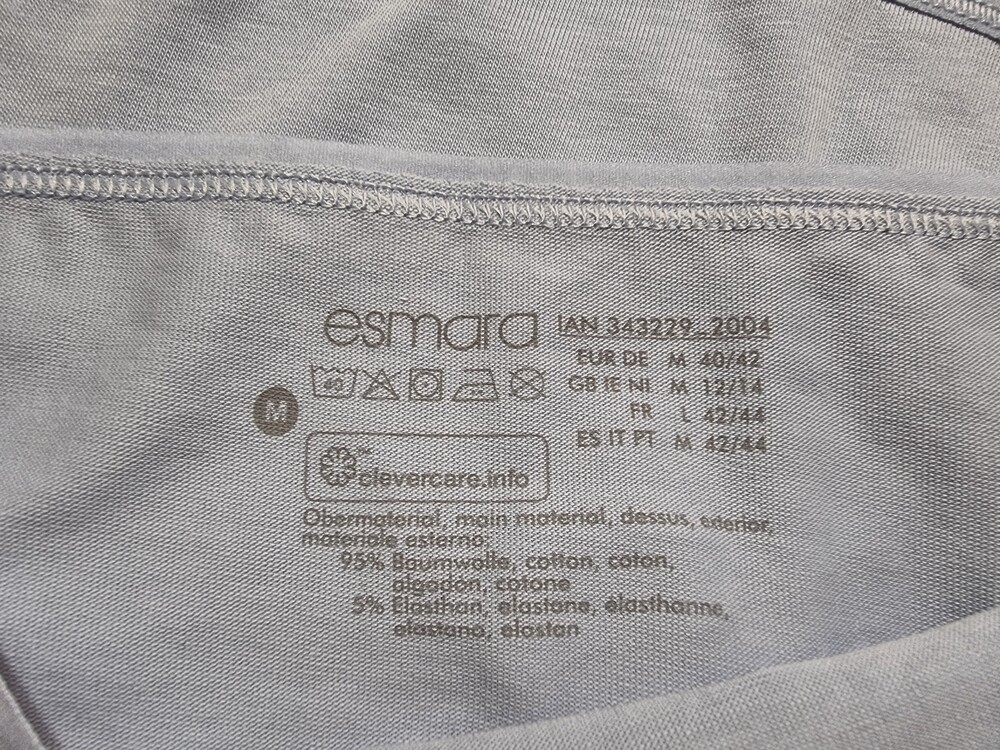 esmara
IAN 343229_2004
EUR DE M 40/42
GB IE NI M 12/14
FR L 42/44
ES IT PT M 42/44
40
M
clevercare.info
Obermaterial, main material, dessus, exterior,
materiale esterno:
95% Baumwolle, cotton, coton,
algodón, cotone
5% Elasthan, elastane, élasthanne,
elastano, elastan